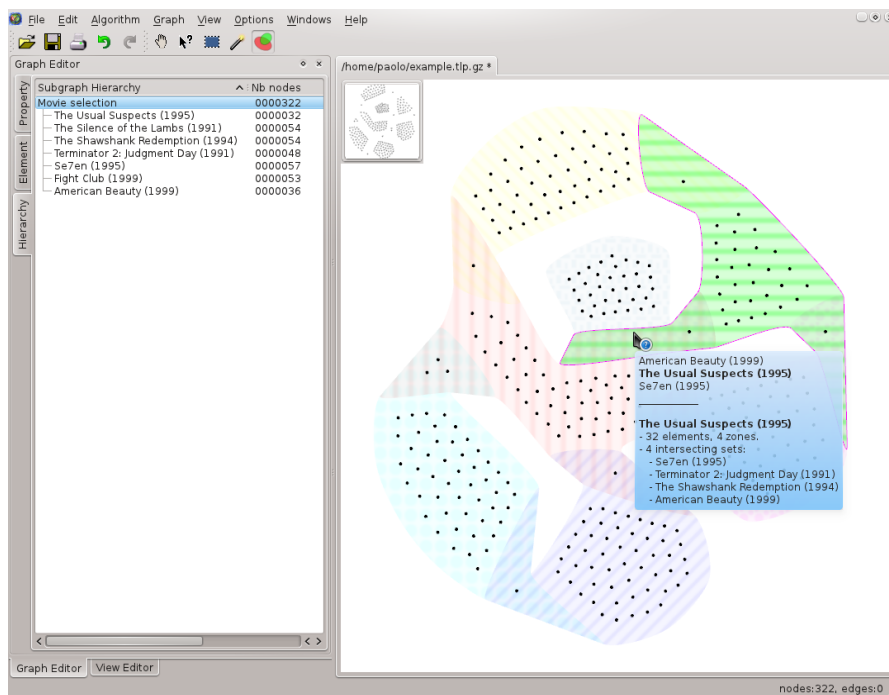 File Edit Algorithm Graph View Options Windows Help
Graph Editor
/home/paolo/example.tlp.gz *
Property
Element
Hierarchy
Subgraph Hierarchy Nb nodes
Movie selection 0000322
The Usual Suspects (1995) 0000032
The Silence of the Lambs (1991) 0000054
The Shawshank Redemption (1994) 0000054
Terminator 2: Judgment Day (1991) 0000048
Se7en (1995) 0000057
Fight Club (1999) 0000053
American Beauty (1999) 0000036
American Beauty (1999)
The Usual Suspects (1995)
Se7en (1995)
The Usual Suspects (1995)
- 32 elements, 4 zones.
- 4 intersecting sets:
- Se7en (1995)
- Terminator 2: Judgment Day (1991)
- The Shawshank Redemption (1994)
- American Beauty (1999)
Graph Editor View Editor
nodes:322, edges:0